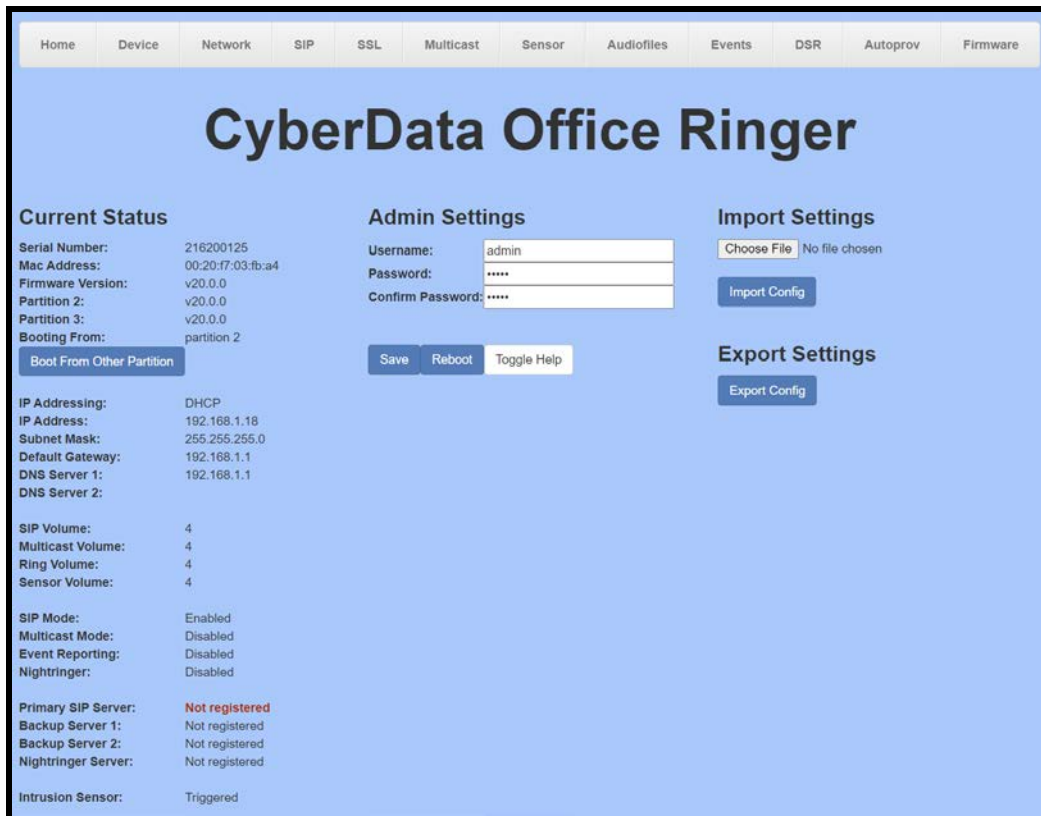 Home Device Network SIP SSL Multicast Sensor Audiofiles Events DSR Autoprov Firmware
CyberData Office Ringer
Current Status
Serial Number: 216200125
Mac Address: 00:20:f7:03:fb:a4
Firmware Version: v20.0.0
Partition 2: v20.0.0
Partition 3: v20.0.0
Booting From: partition 2
Boot From Other Partition
IP Addressing: DHCP
IP Address: 192.168.1.18
Subnet Mask: 255.255.255.0
Default Gateway: 192.168.1.1
DNS Server 1: 192.168.1.1
DNS Server 2:
SIP Volume: 4
Multicast Volume: 4
Ring Volume: 4
Sensor Volume: 4
SIP Mode: Enabled
Multicast Mode: Disabled
Event Reporting: Disabled
Nightringer: Disabled
Primary SIP Server: Not registered
Backup Server 1: Not registered
Backup Server 2: Not registered
Nightringer Server: Not registered
Intrusion Sensor: Triggered
Admin Settings
Username: admin
Password: •••••
Confirm Password: •••••
Save Reboot Toggle Help
Import Settings
Choose File No file chosen
Import Config
Export Settings
Export Config